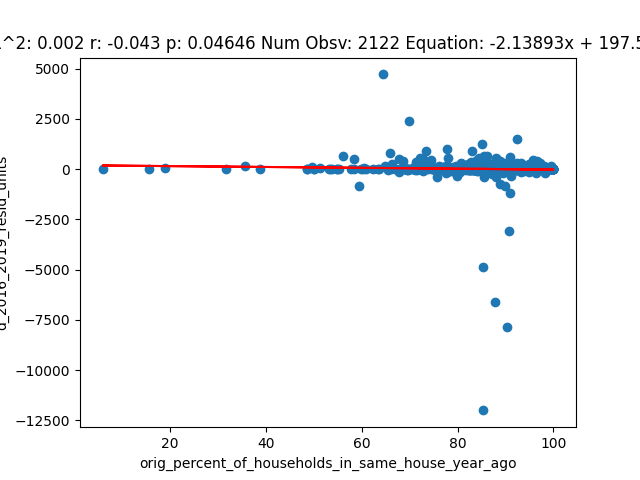 ^2: 0.002 r: -0.043 p: 0.04646 Num Obsv: 2122 Equation: -2.13893x + 197.5
5000
2500
0
−2500
−5000
−7500
−10000
−12500
d_2016_2019_resid_units
20 40 60 80 100
orig_percent_of_households_in_same_house_year_ago